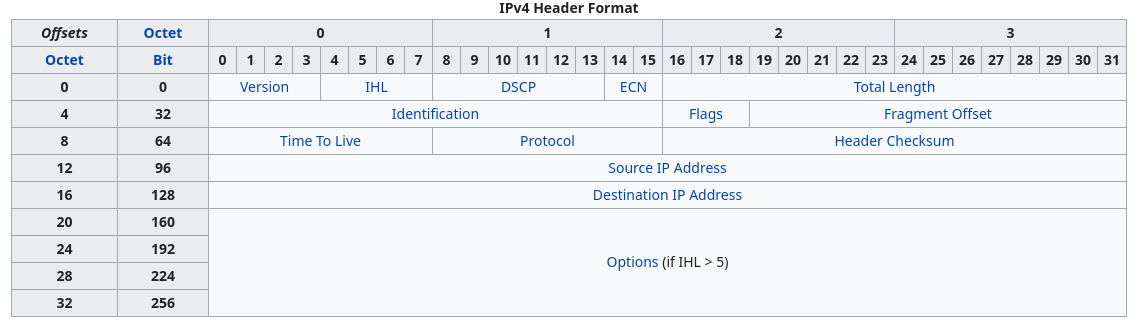 IPv4 Header Format
Offsets Octet 0 1 2 3
Octet Bit 0 1 2 3 4 5 6 7 8 9 10 11 12 13 14 15 16 17 18 19 20 21 22 23 24 25 26 27 28 29 30 31
0 0 Version IHL DSCP ECN Total Length
4 32 Identification Flags Fragment Offset
8 64 Time To Live Protocol Header Checksum
12 96 Source IP Address
16 128 Destination IP Address
20 160
24 192
Options (if IHL > 5)
28 224
32 256